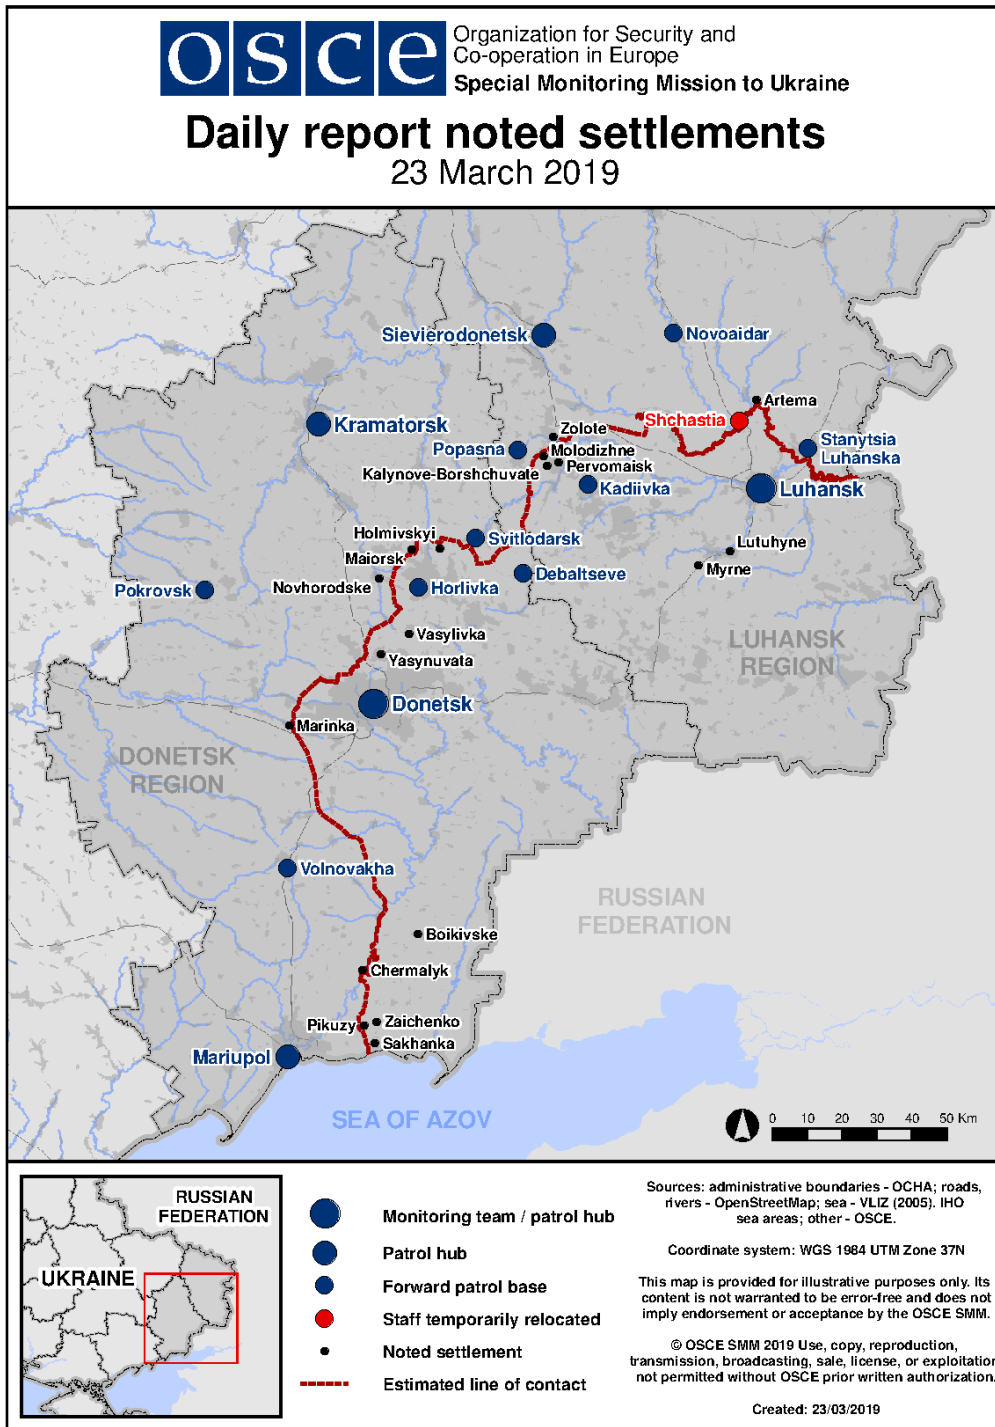 OSCE
Organization for Security and
Co-operation in Europe
Special Monitoring Mission to Ukraine
Daily report noted settlements
23 March 2019
Sievierodonetsk
Novoaidar
Artema
Shchastia
Kramatorsk
Zolote
Stanytsia
Luhanska
Popasna
Molodizhne
Pervomaisk
Kalynove-Borshchuvate
Kadiivka
Luhansk
Holmivskyi
Svitlodarsk
Maiorsk
Lutuhyne
Myrne
Debaltseve
Novhorodske
Horlivka
Pokrovsk
Vasylivka
LUHANSK
REGION
Yasynuvata
Donetsk
Marinka
DONETSK
REGION
Volnovakha
RUSSIAN
FEDERATION
Boikivske
Chermalyk
Pikuzy
Zaichenko
Sakhanka
Mariupol
SEA OF AZOV
0 10 20 30 40 50 Km
RUSSIAN
FEDERATION
UKRAINE
Monitoring team / patrol hub
Patrol hub
Forward patrol base
Staff temporarily relocated
Noted settlement
Estimated line of contact
Sources: administrative boundaries - OCHA; roads,
rivers - OpenStreetMap; sea - VLIZ (2005). IHO
sea areas; other - OSCE.
Coordinate system: WGS 1984 UTM Zone 37N
This map is provided for illustrative purposes only. Its
content is not warranted to be error-free and does not
imply endorsement or acceptance by the OSCE SMM.
© OSCE SMM 2019 Use, copy, reproduction,
transmission, broadcasting, sale, license, or exploitation
not permitted without OSCE prior written authorization.
Created: 23/03/2019